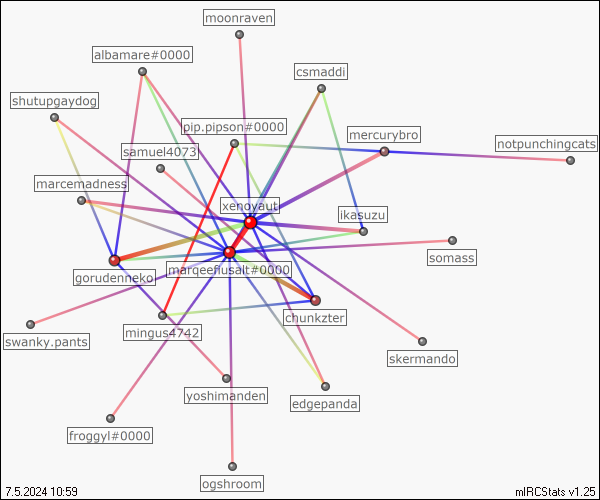 moonraven
albamare#0000
csmaddi
shutupgaydog
pip.pipson#0000
mercurybro
notpunchingcats
samuel4073
marcemadness
xenoyaut
ikasuzu
somass
gorudenneko
marqeefiusalt#0000
chunkzter
mingus4742
swanky.pants
skermando
yoshimanden
edgepanda
froggyl#0000
ogshroom
7.5.2024 10:59
mIRCStats v1.25